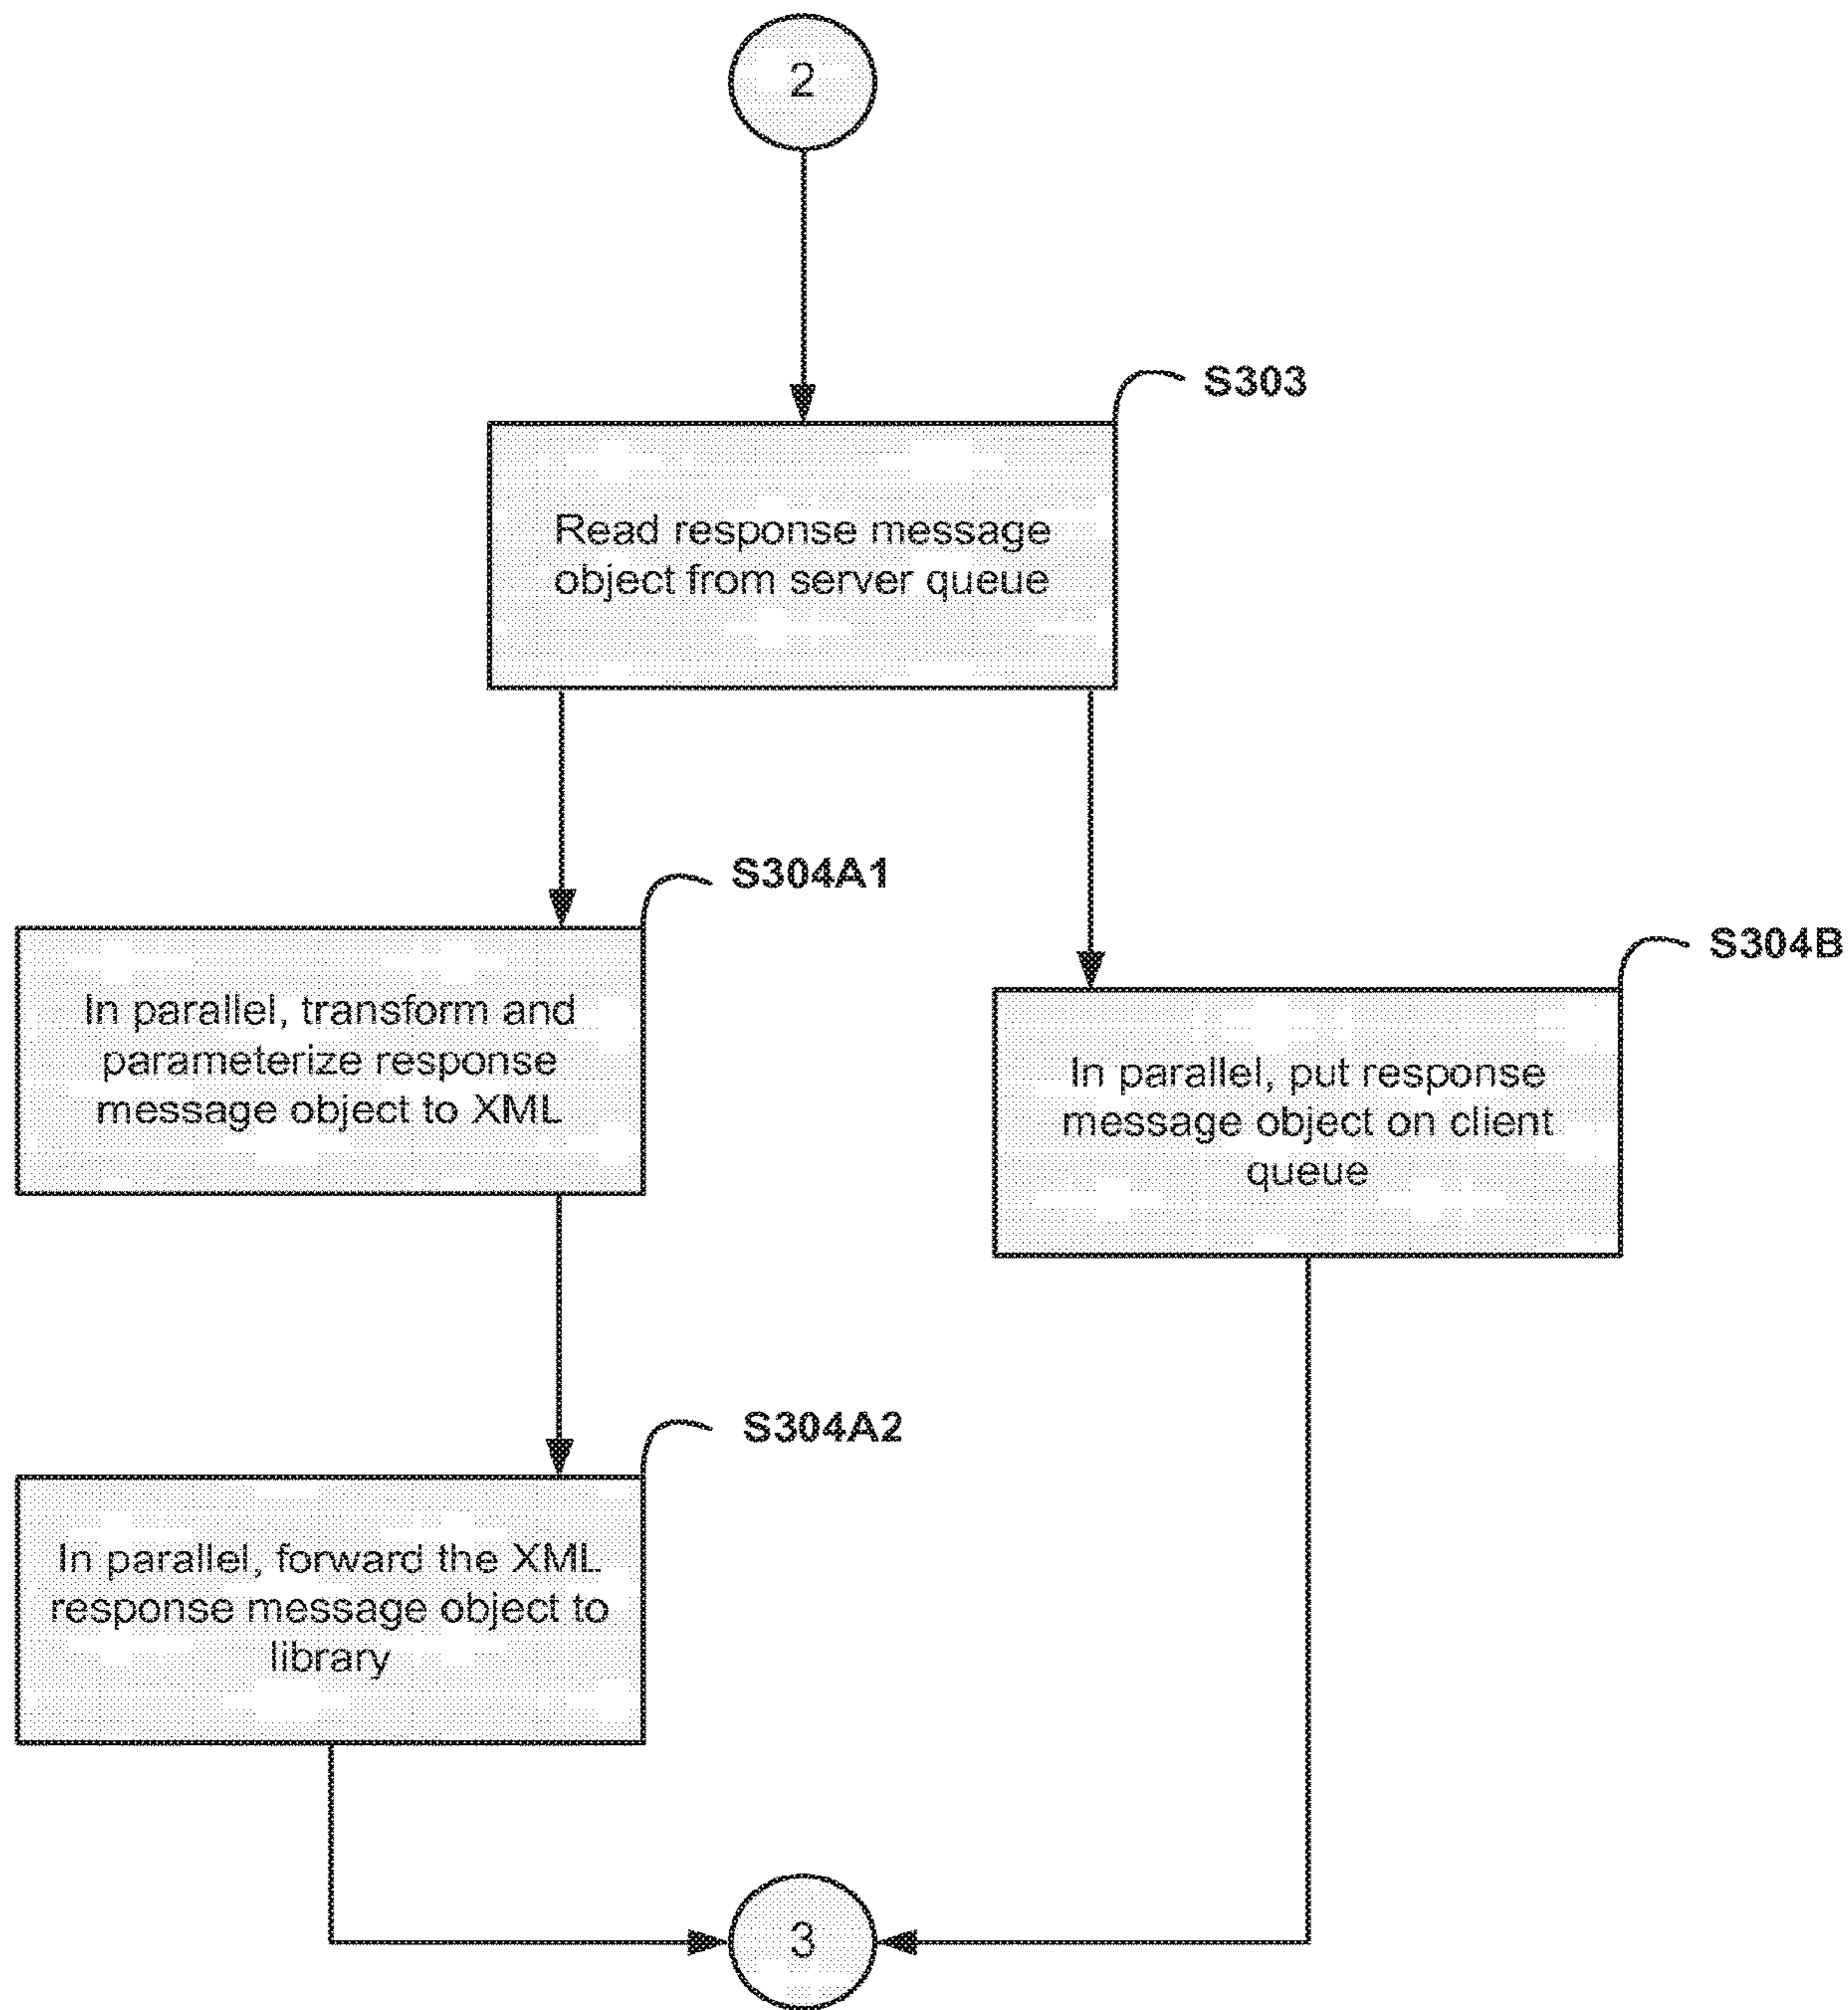 2
S303
Read response message
object from server queue
S304A1
In parallel, transform and
parameterize response
message object to XML
S304B
In parallel, put response
message object on client
queue
S304A2
In parallel, forward the XML
response message object to
library
3